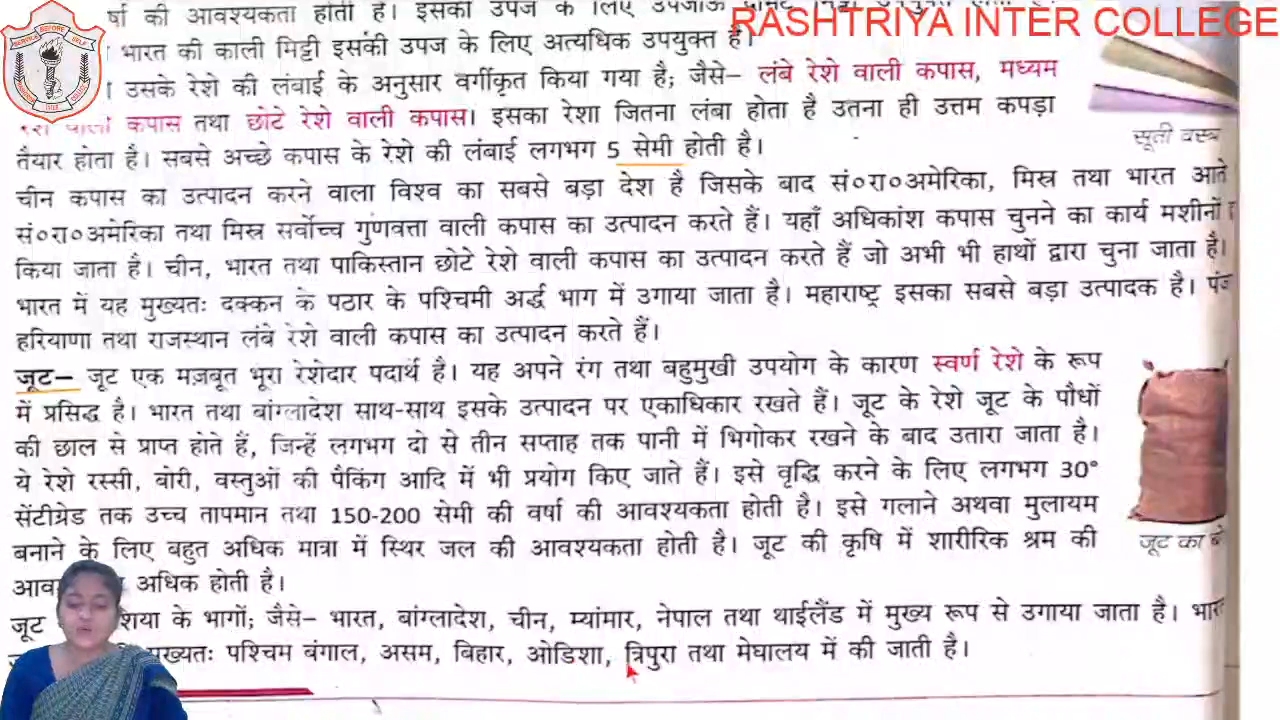 RASHTRIYA INTER COLLEGE
र्षा की आवश्यकता होती है। इसकी उपज के लिए उपजाऊ
भारत की काली मिट्टी इसकी उपज के लिए अत्यधिक उपयुक्त है।
उसके रेशे की लंबाई के अनुसार वर्गीकृत किया गया है; जैसे– लंबे रेशे वाली कपास, मध्यम
रेशे वाली कपास तथा छोटे रेशे वाली कपास। इसका रेशा जितना लंबा होता है उतना ही उत्तम कपड़ा
तैयार होता है। सबसे अच्छे कपास के रेशे की लंबाई लगभग 5 सेमी होती है।
सूती वस्त्र
चीन कपास का उत्पादन करने वाला विश्व का सबसे बड़ा देश है जिसके बाद सं०रा०अमेरिका, मिस्र तथा भारत आते
सं०रा०अमेरिका तथा मिस्र सर्वोच्च गुणवत्ता वाली कपास का उत्पादन करते हैं। यहाँ अधिकांश कपास चुनने का कार्य मशीनों
किया जाता है। चीन, भारत तथा पाकिस्तान छोटे रेशे वाली कपास का उत्पादन करते हैं जो अभी भी हाथों द्वारा चुना जाता है।
भारत में यह मुख्यतः दक्कन के पठार के पश्चिमी अर्द्ध भाग में उगाया जाता है। महाराष्ट्र इसका सबसे बड़ा उत्पादक है। पंज
हरियाणा तथा राजस्थान लंबे रेशे वाली कपास का उत्पादन करते हैं।
जूट– जूट एक मज़बूत भूरा रेशेदार पदार्थ है। यह अपने रंग तथा बहुमुखी उपयोग के कारण स्वर्ण रेशे के रूप
में प्रसिद्ध है। भारत तथा बांग्लादेश साथ-साथ इसके उत्पादन पर एकाधिकार रखते हैं। जूट के रेशे जूट के पौधों
की छाल से प्राप्त होते हैं, जिन्हें लगभग दो से तीन सप्ताह तक पानी में भिगोकर रखने के बाद उतारा जाता है।
ये रेशे रस्सी, बोरी, वस्तुओं की पैकिंग आदि में भी प्रयोग किए जाते हैं। इसे वृद्धि करने के लिए लगभग 30°
सेंटीग्रेड तक उच्च तापमान तथा 150-200 सेमी की वर्षा की आवश्यकता होती है। इसे गलाने अथवा मुलायम
बनाने के लिए बहुत अधिक मात्रा में स्थिर जल की आवश्यकता होती है। जूट की कृषि में शारीरिक श्रम की
जूट का
आव अधिक होती है।
जूट शिया के भागों; जैसे– भारत, बांग्लादेश, चीन, म्यांमार, नेपाल तथा थाईलैंड में मुख्य रूप से उगाया जाता है। भार
मुख्यतः पश्चिम बंगाल, असम, बिहार, ओडिशा, त्रिपुरा तथा मेघालय में की जाती है।